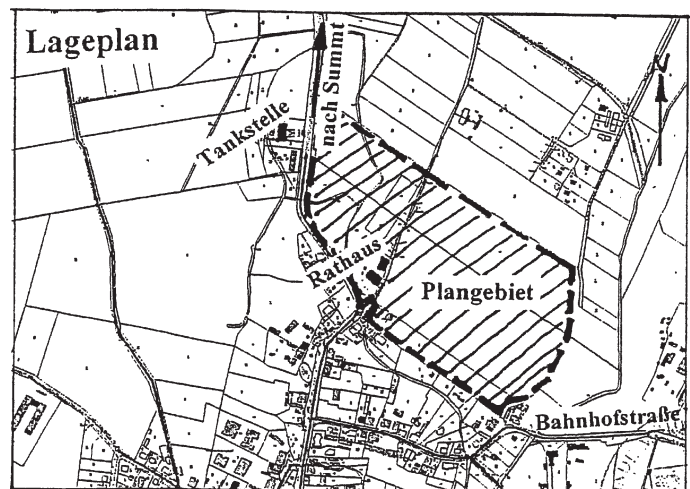 Lageplan
nach Summt
N
Tankstelle
Rathaus
Plangebiet
Bahnhofstraße